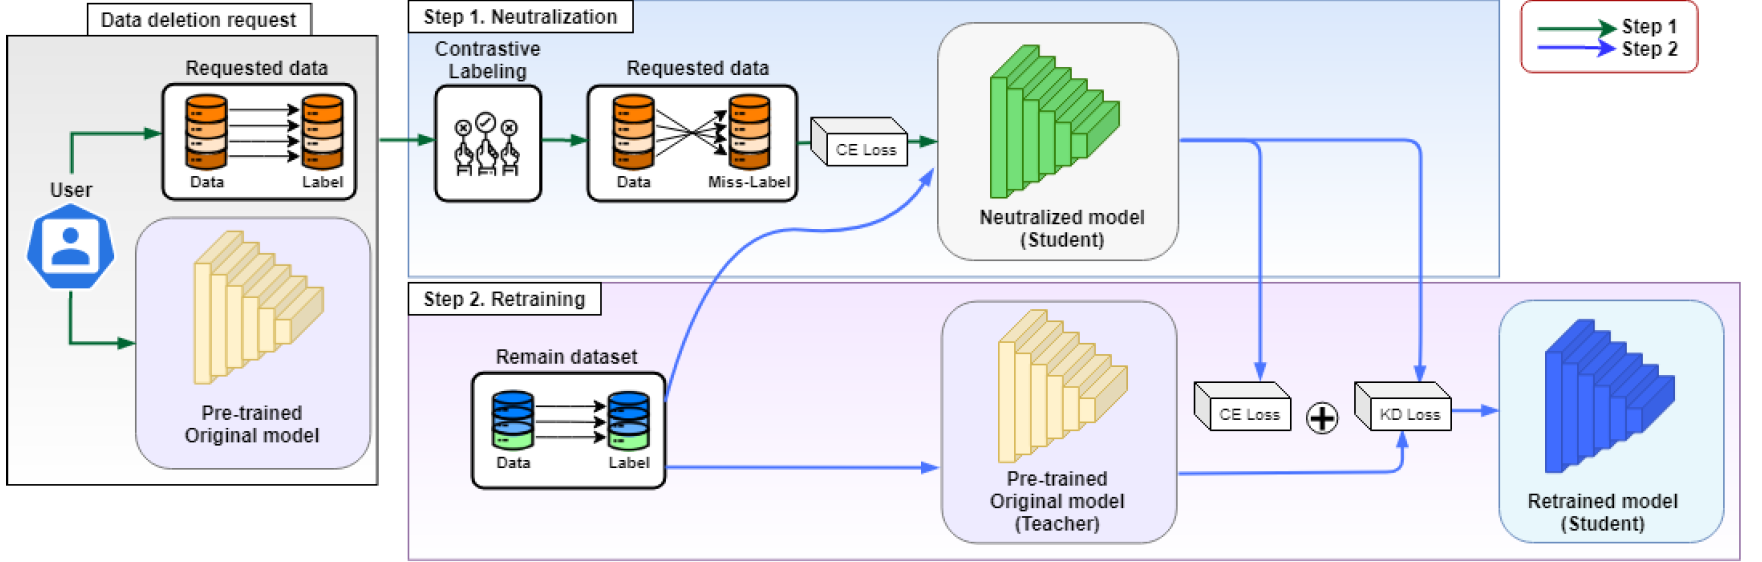 Data deletion request
Requested data
Data
Label
User
Pre-trained
Original model
Step 1. Neutralization
Contrastive
Labeling
Requested data
Data
Miss-Label
CE Loss
Neutralized model
(Student)
Step 1
Step 2
Step 2. Retraining
Remain dataset
Data
Label
Pre-trained
Original model
(Teacher)
CE Loss
KD Loss
Retrained model
(Student)